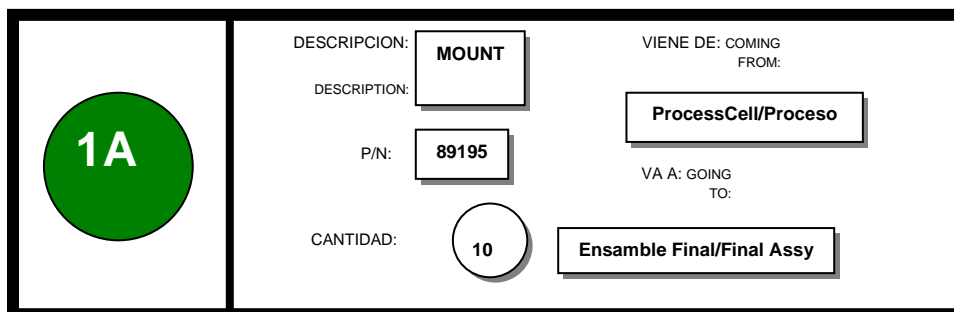 1A
DESCRIPCION:
DESCRIPTION:
MOUNT
P/N:
89195
CANTIDAD:
10
VIENE DE: COMING
FROM:
ProcessCell/Proceso
VA A: GOING
TO:
Ensamble Final/Final Assy